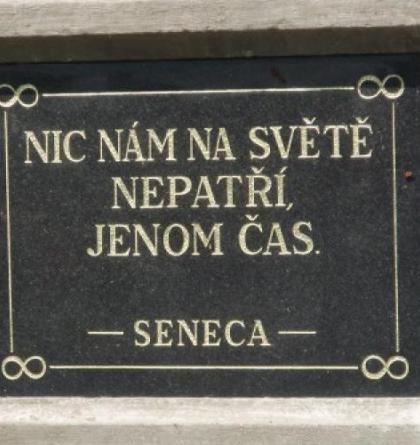 NIC NÁM NA SVĚTĚ
NEPATŘÍ,
JENOM ČAS.
— SENECA —